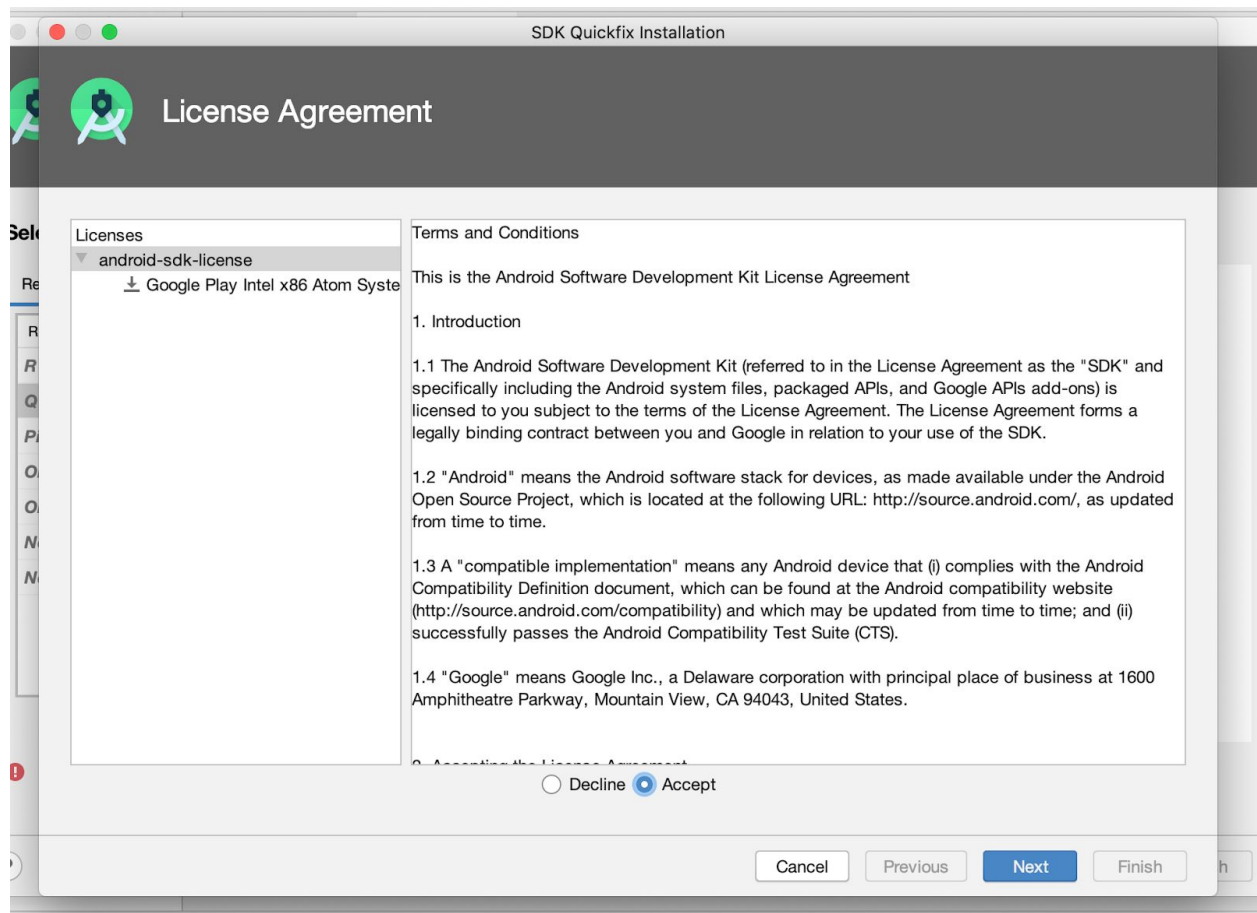 SDK Quickfix Installation
License Agreement
Licenses
android-sdk-license
Google Play Intel x86 Atom Syste
Terms and Conditions
This is the Android Software Development Kit License Agreement
1. Introduction
1.1 The Android Software Development Kit (referred to in the License Agreement as the "SDK" and
specifically including the Android system files, packaged APIs, and Google APIs add-ons) is
licensed to you subject to the terms of the License Agreement. The License Agreement forms a
legally binding contract between you and Google in relation to your use of the SDK.
1.2 "Android" means the Android software stack for devices, as made available under the Android
Open Source Project, which is located at the following URL: http://source.android.com/, as updated
from time to time.
1.3 A "compatible implementation" means any Android device that (i) complies with the Android
Compatibility Definition document, which can be found at the Android compatibility website
(http://source.android.com/compatibility) and which may be updated from time to time; and (ii)
successfully passes the Android Compatibility Test Suite (CTS).
1.4 "Google" means Google Inc., a Delaware corporation with principal place of business at 1600
Amphitheatre Parkway, Mountain View, CA 94043, United States.
2. Accepting the License Agreement
Decline
Accept
Cancel
Previous
Next
Finish
Sele
Re
R
R
Q
Pi
O
O
N
N
h